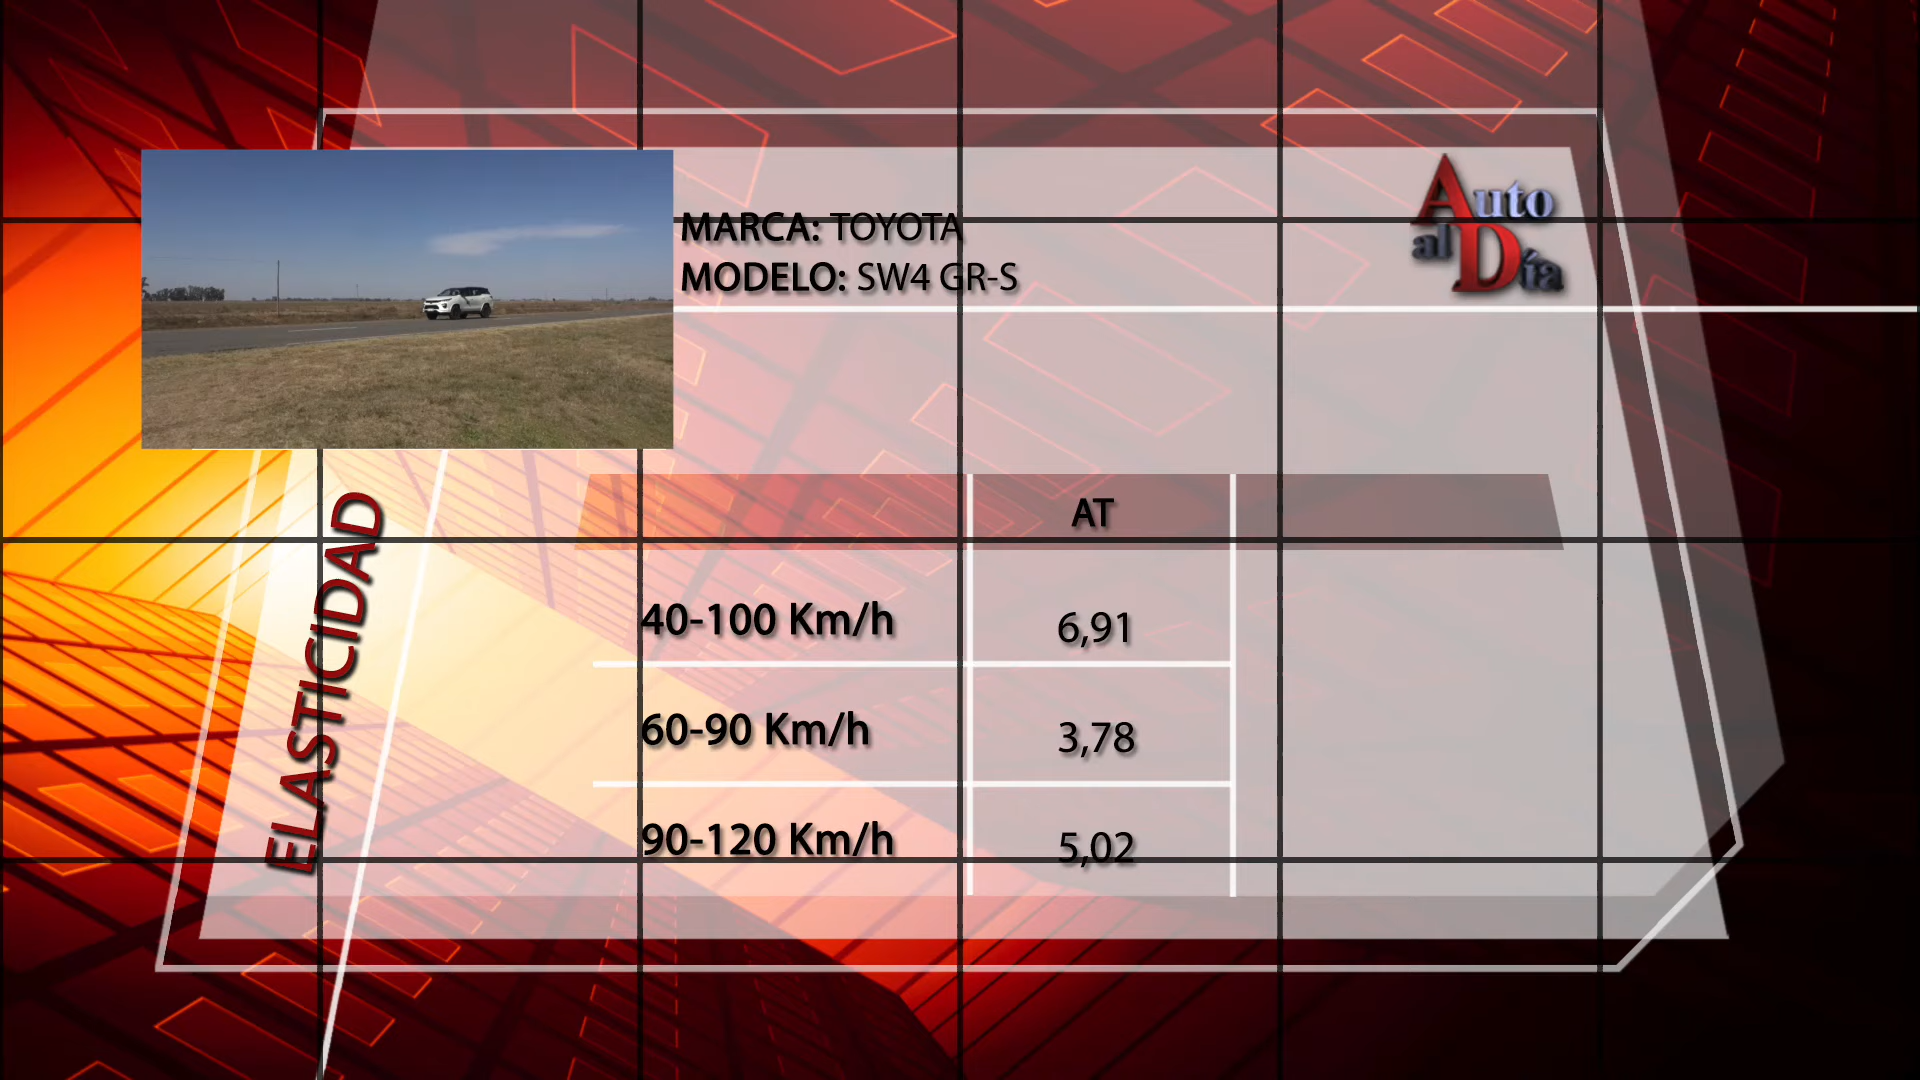 MARCA: TOYOTA
MODELO: SW4 GR-S
Auto
al Día
ELASTICIDAD
AT
40-100 Km/h 6,91
60-90 Km/h 3,78
90-120 Km/h 5,02